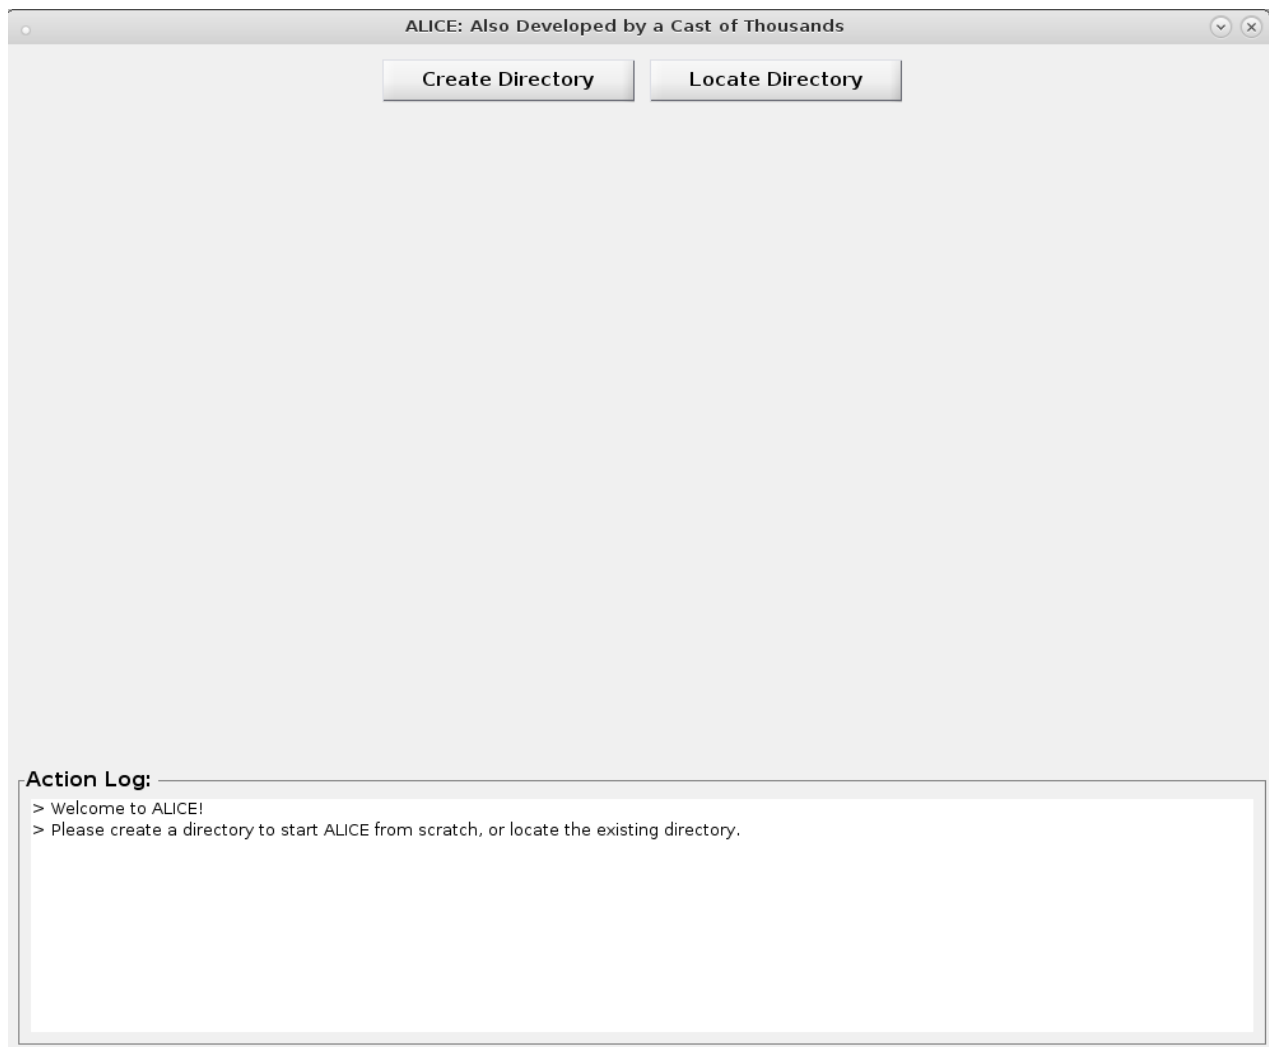 ALICE: Also Developed by a Cast of Thousands
Create Directory Locate Directory
Action Log:
> Welcome to ALICE!
> Please create a directory to start ALICE from scratch, or locate the existing directory.